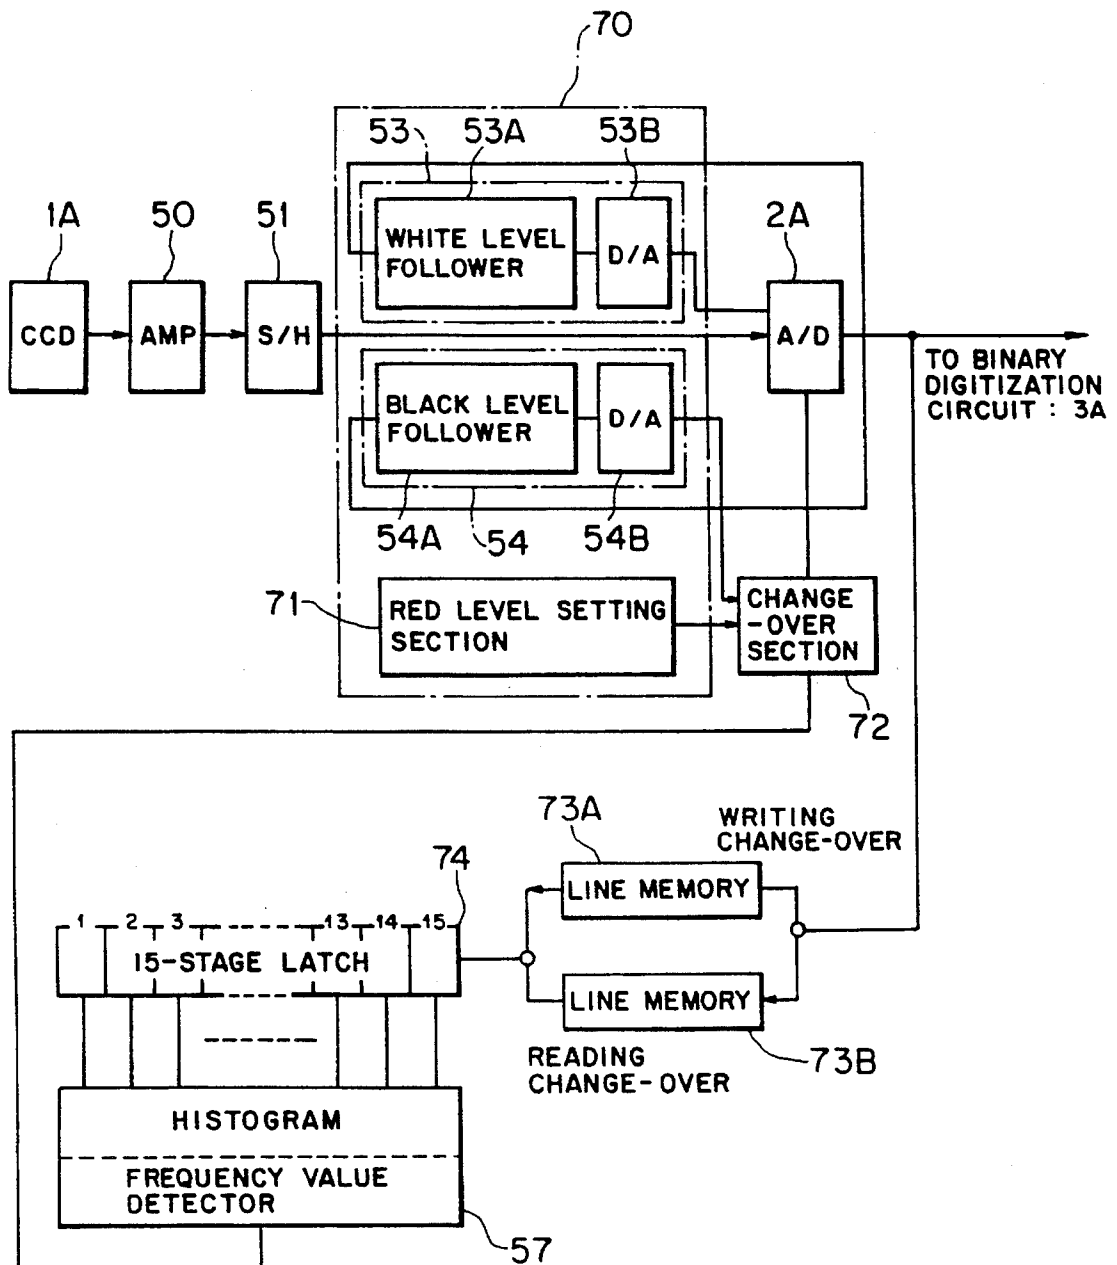 70
53 53A 53B
1A 50 51 2A
WHITE LEVEL
FOLLOWER
D/A
CCD
AMP
S/H
A/D
TO BINARY
DIGITIZATION
CIRCUIT : 3A
BLACK LEVEL
FOLLOWER
D/A
54A 54 54B
71
RED LEVEL SETTING
SECTION
CHANGE
-OVER
SECTION
72
73A
WRITING
CHANGE-OVER
74
LINE MEMORY
1 2 3 13 14 15
15-STAGE LATCH
LINE MEMORY
73B
READING
CHANGE-OVER
HISTOGRAM
FREQUENCY VALUE
DETECTOR
57